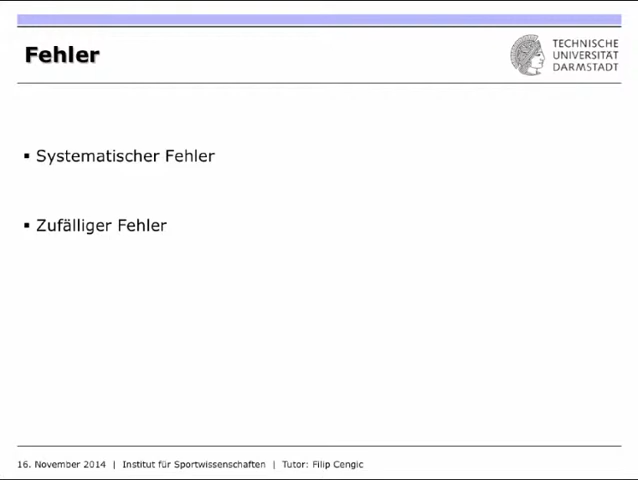 Fehler
TECHNISCHE
UNIVERSITÄT
DARMSTADT
▪ Systematischer Fehler
▪ Zufälliger Fehler
16. November 2014 | Institut für Sportwissenschaften | Tutor: Filip Cengic